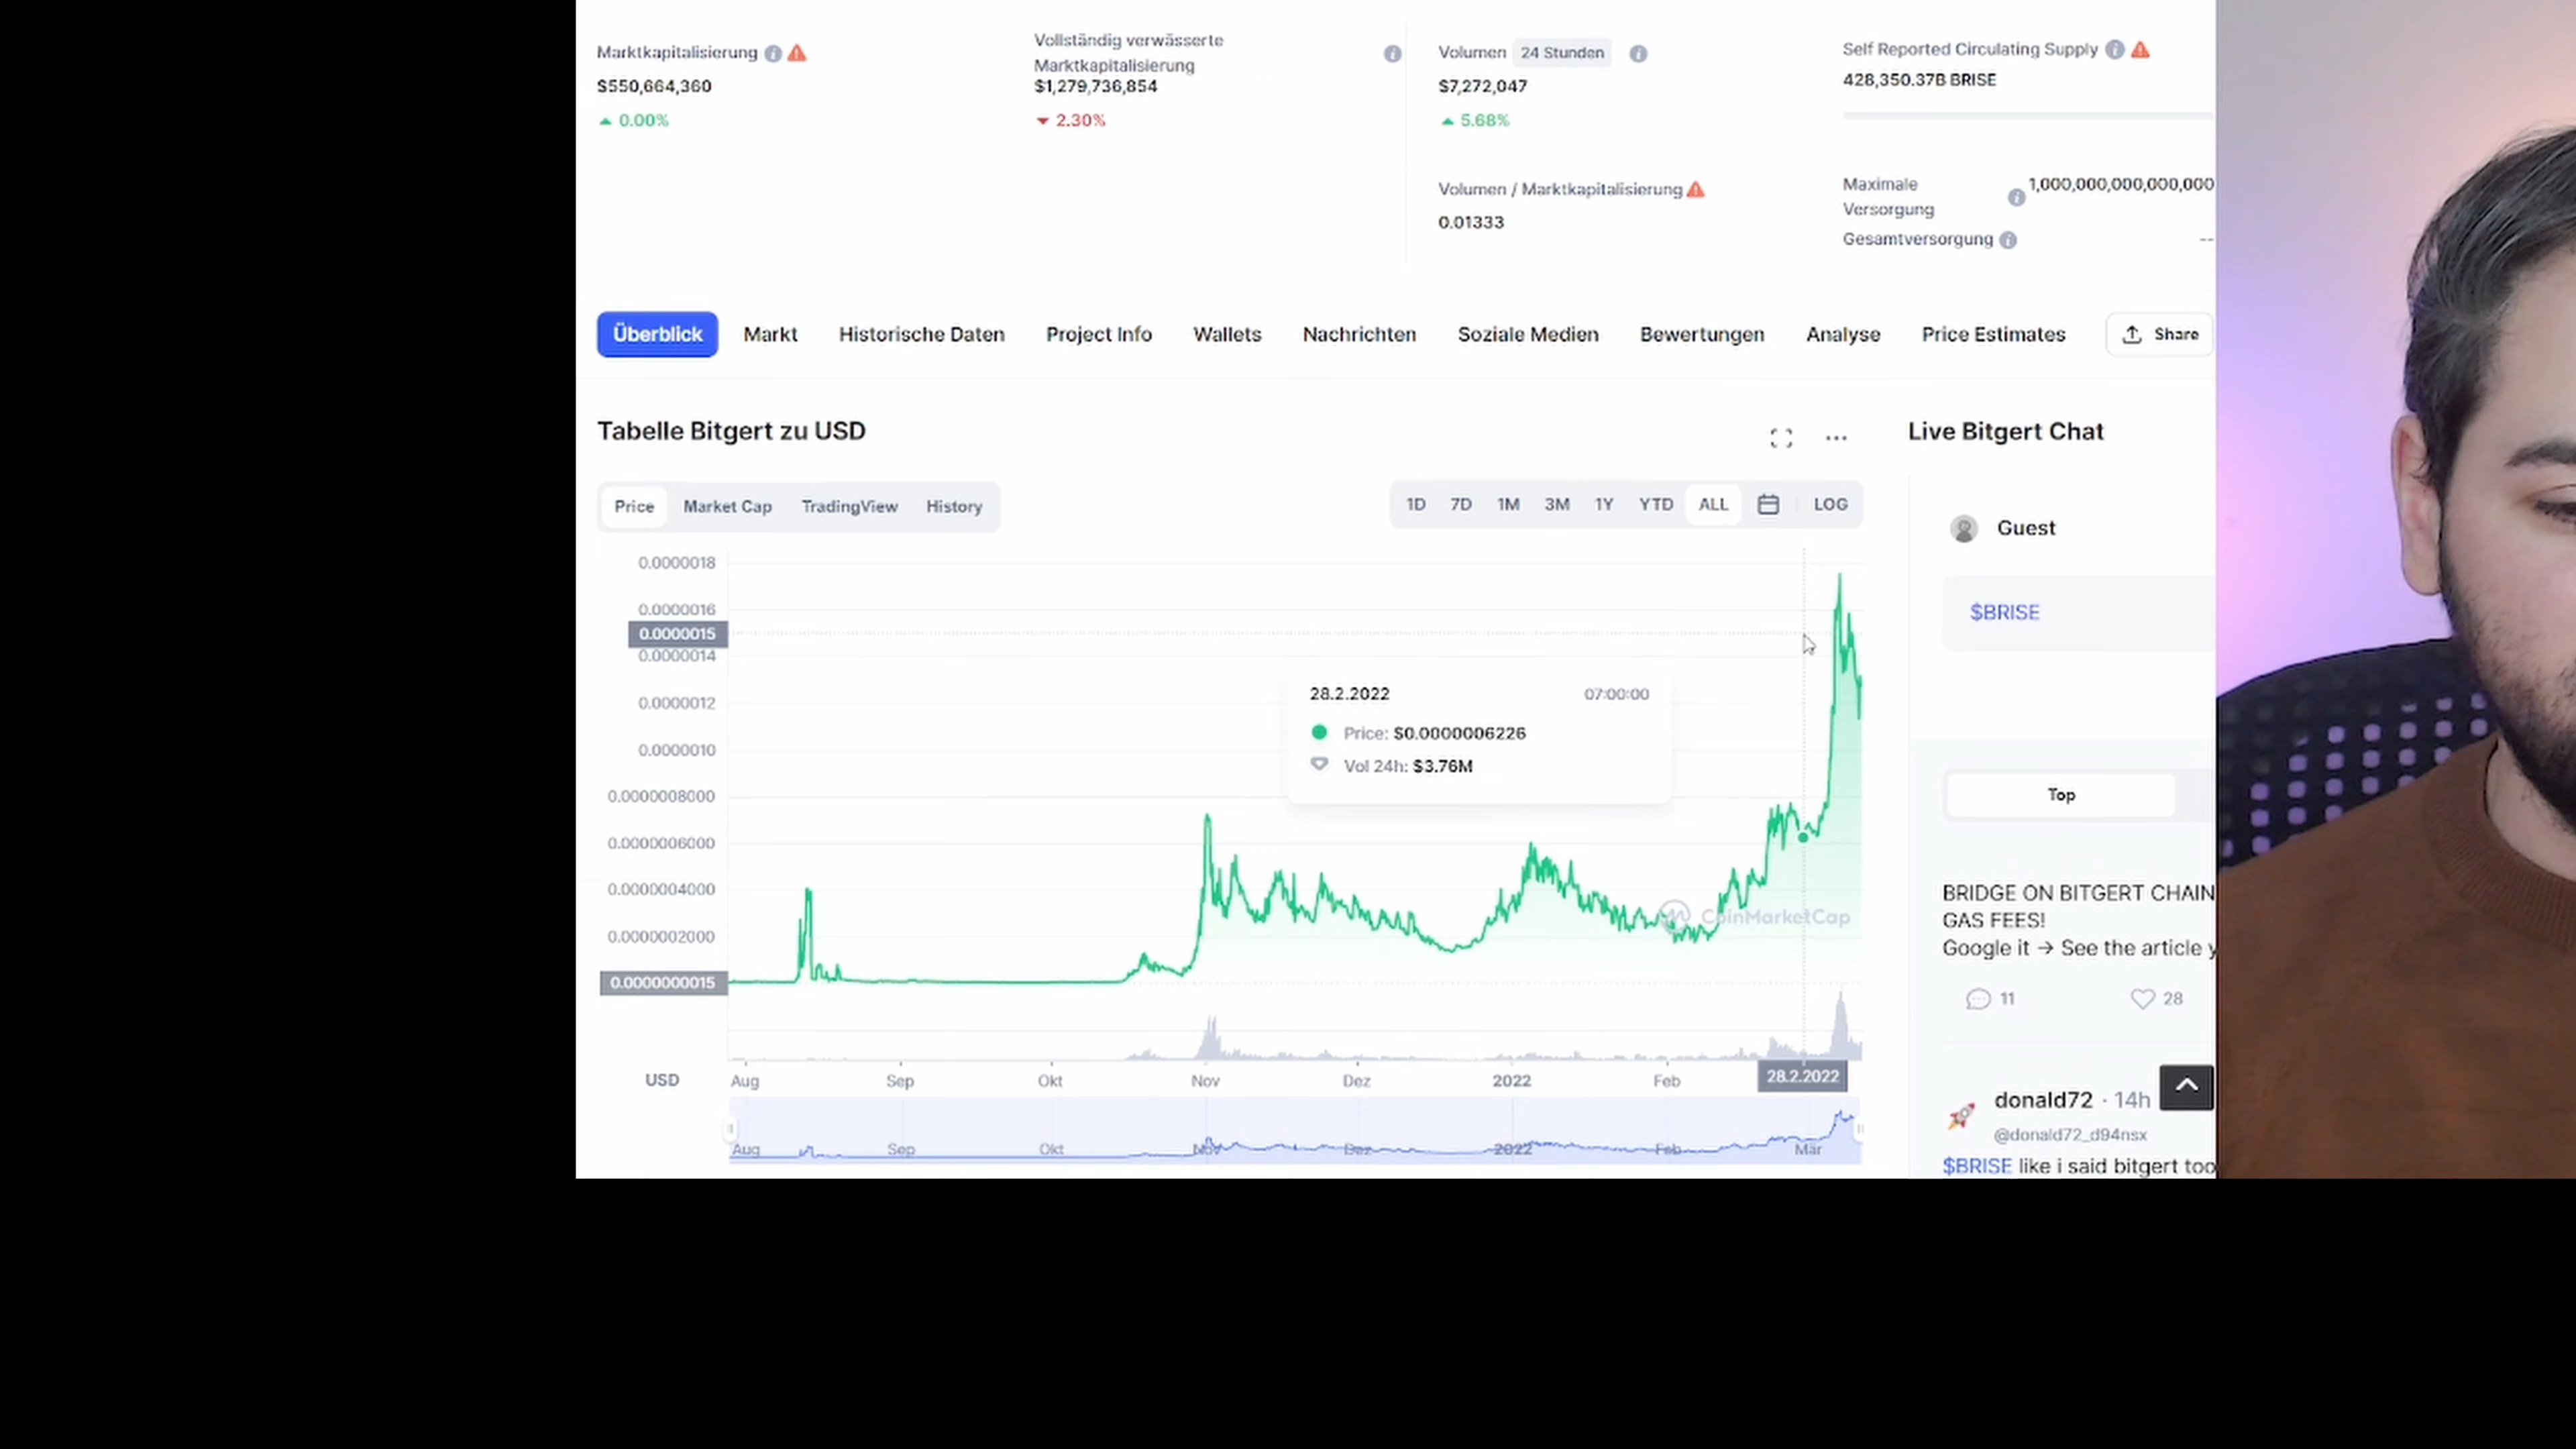 Marktkapitalisierung
$550,664,360
0.00%
Vollständig verwässerte
Marktkapitalisierung
$1,279,736,854
2.30%
Volumen 24 Stunden
$7,272,047
5.68%
Volumen / Marktkapitalisierung
0.01333
Self Reported Circulating Supply
428,350.37B BRISE
Maximale
Versorgung
1,000,000,000,000,000
Gesamtversorgung
--
Überblick Markt Historische Daten Project Info Wallets Nachrichten Soziale Medien Bewertungen Analyse Price Estimates Share
Tabelle Bitgert zu USD
Price Market Cap TradingView History
1D 7D 1M 3M 1Y YTD ALL LOG
0.0000018
0.0000016
0.0000015
0.0000014
0.0000012
0.0000010
0.0000008000
0.0000006000
0.0000004000
0.0000002000
0.0000000015
28.2.2022 07:00:00
Price: $0.0000006226
Vol 24h: $3.76M
CoinMarketCap
USD Aug Sep Okt Nov Dez 2022 Feb 28.2.2022
Aug Sep Okt Nov Dez 2022 Feb Mär
Live Bitgert Chat
Guest
$BRISE
Top
BRIDGE ON BITGERT CHAIN
GAS FEES!
Google it → See the article y
11 28
donald72 · 14h
@donald72_d94nsx
$BRISE like i said bitgert too